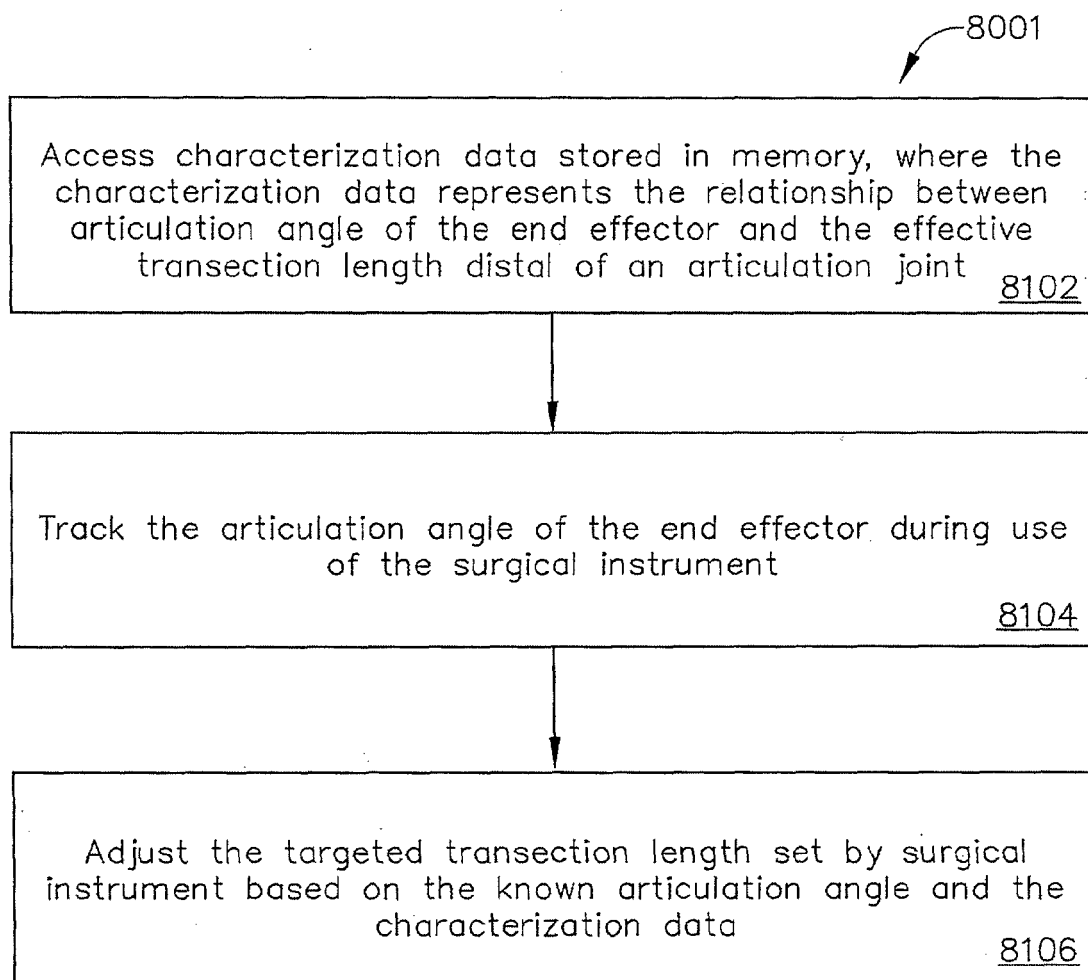 8001
Access characterization data stored in memory, where the
characterization data represents the relationship between
articulation angle of the end effector and the effective
transection length distal of an articulation joint
8102
Track the articulation angle of the end effector during use
of the surgical instrument
8104
Adjust the targeted transection length set by surgical
instrument based on the known articulation angle and the
characterization data
8106